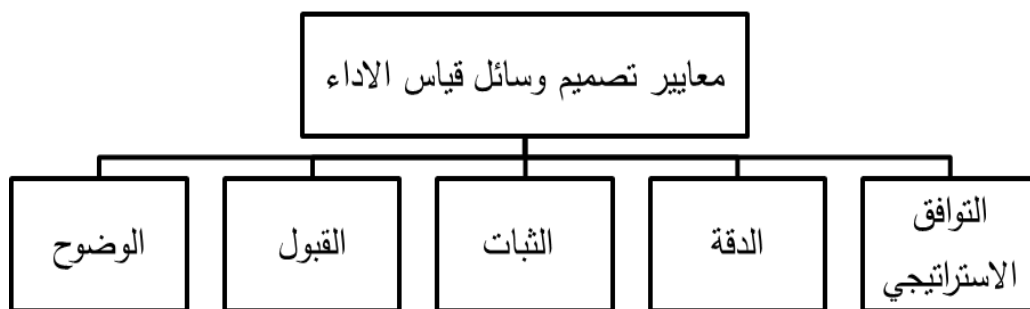 معايير تصميم وسائل قياس الاداء
التوافق
الاستراتيجي
الدقة
الثبات
القبول
الوضوح